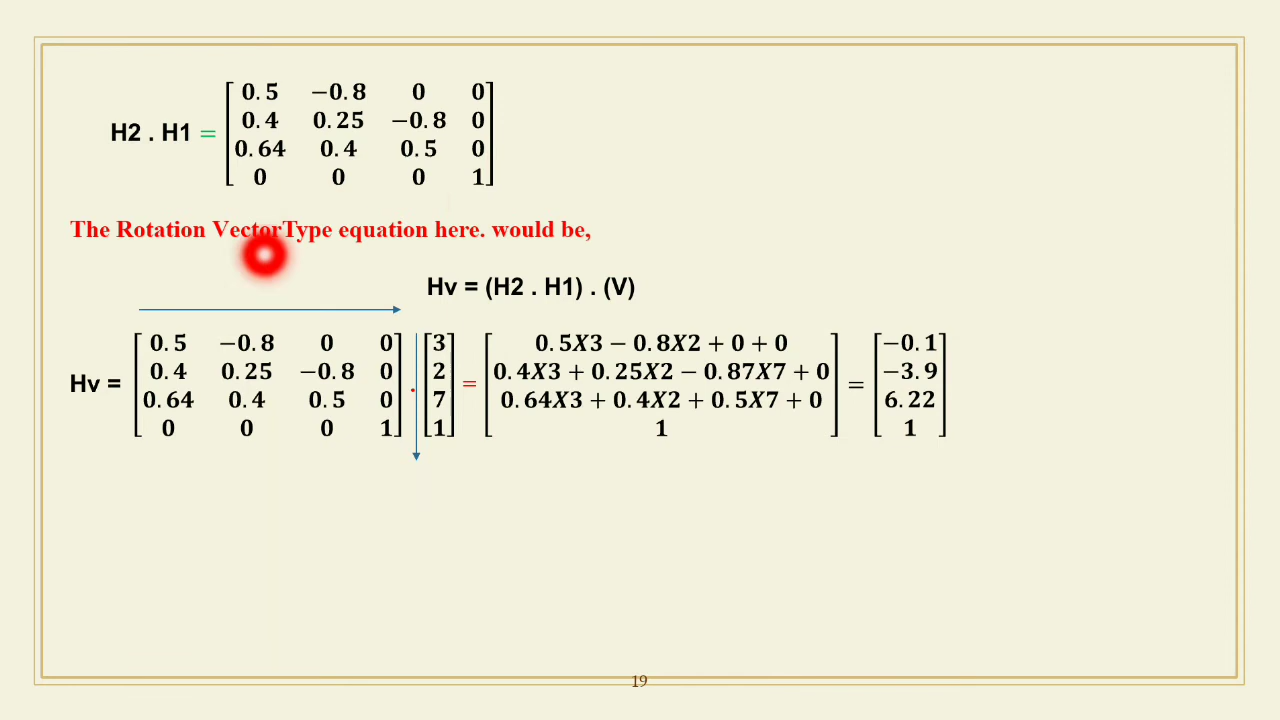 H2 . H1 = [0.5 −0.8 0 0
0.4 0.25 −0.8 0
0.64 0.4 0.5 0
0 0 0 1]
The Rotation VectorType equation here. would be,
Hv = (H2 . H1) . (V)
Hv = [0.5 −0.8 0 0 . [3 = [0.5X3 − 0.8X2 + 0 + 0 = [−0.1
0.4 0.25 −0.8 0 2 0.4X3 + 0.25X2 − 0.87X7 + 0 −3.9
0.64 0.4 0.5 0 7 0.64X3 + 0.4X2 + 0.5X7 + 0 6.22
0 0 0 1] 1] 1] 1]
19